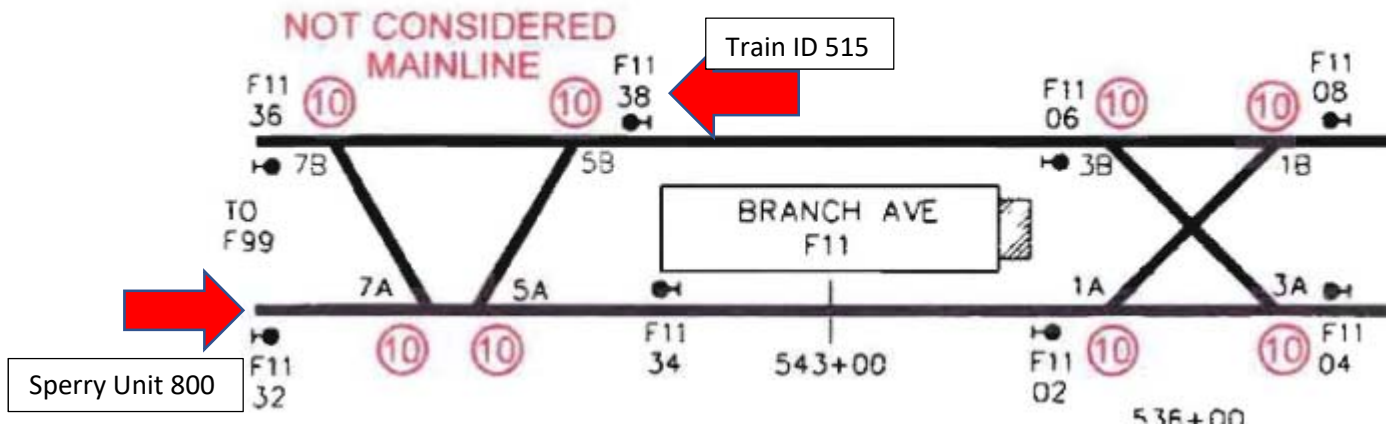 NOT CONSIDERED
MAINLINE
Train ID 515
F11
36
10
10
F11
38
F11
06
10
10
F11
08
7B
5B
3B
1B
TO
F99
BRANCH AVE
F11
7A
5A
1A
3A
Sperry Unit 800
F11
32
10
10
F11
34
543+00
F11
02
10
10
F11
04
536+00